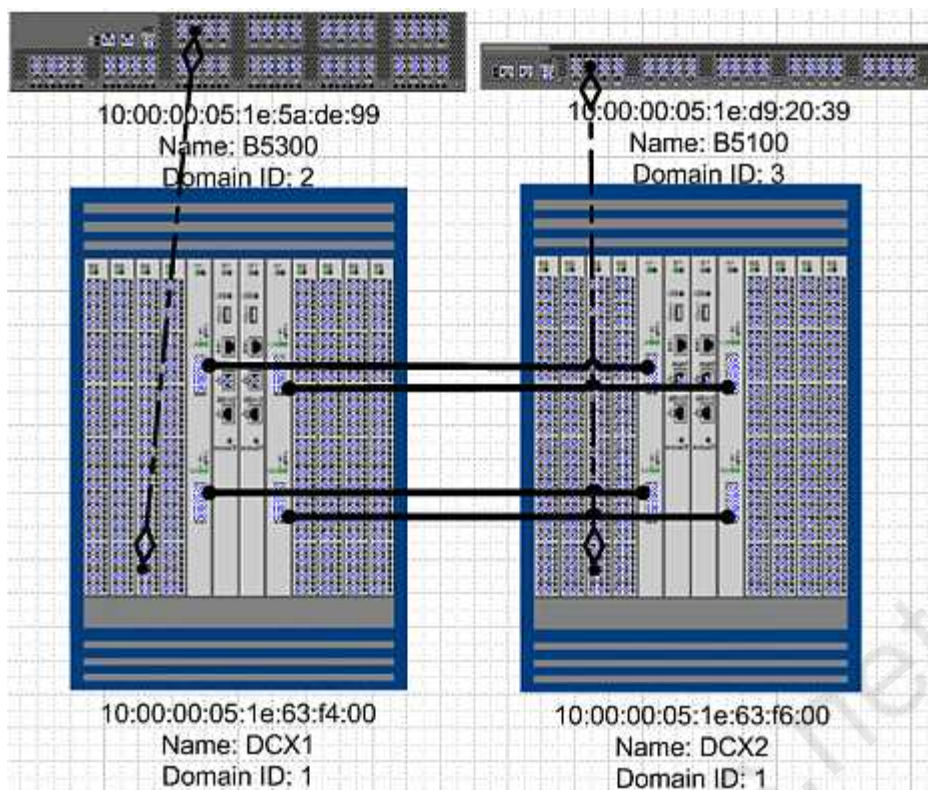 10:00:00:05:1e:5a:de:99
Name: B5300
Domain ID: 2
10:00:00:05:1e:d9:20:39
Name: B5100
Domain ID: 3
10:00:00:05:1e:63:f4:00
Name: DCX1
Domain ID: 1
10:00:00:05:1e:63:f6:00
Name: DCX2
Domain ID: 1
.net